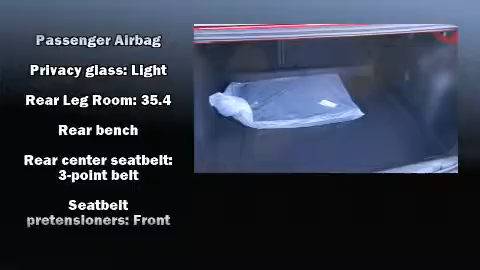 Passenger Airbag
Privacy glass: Light
Rear Leg Room: 35.4
Rear bench
Rear center seatbelt:
3-point belt
Seatbelt
pretensioners: Front